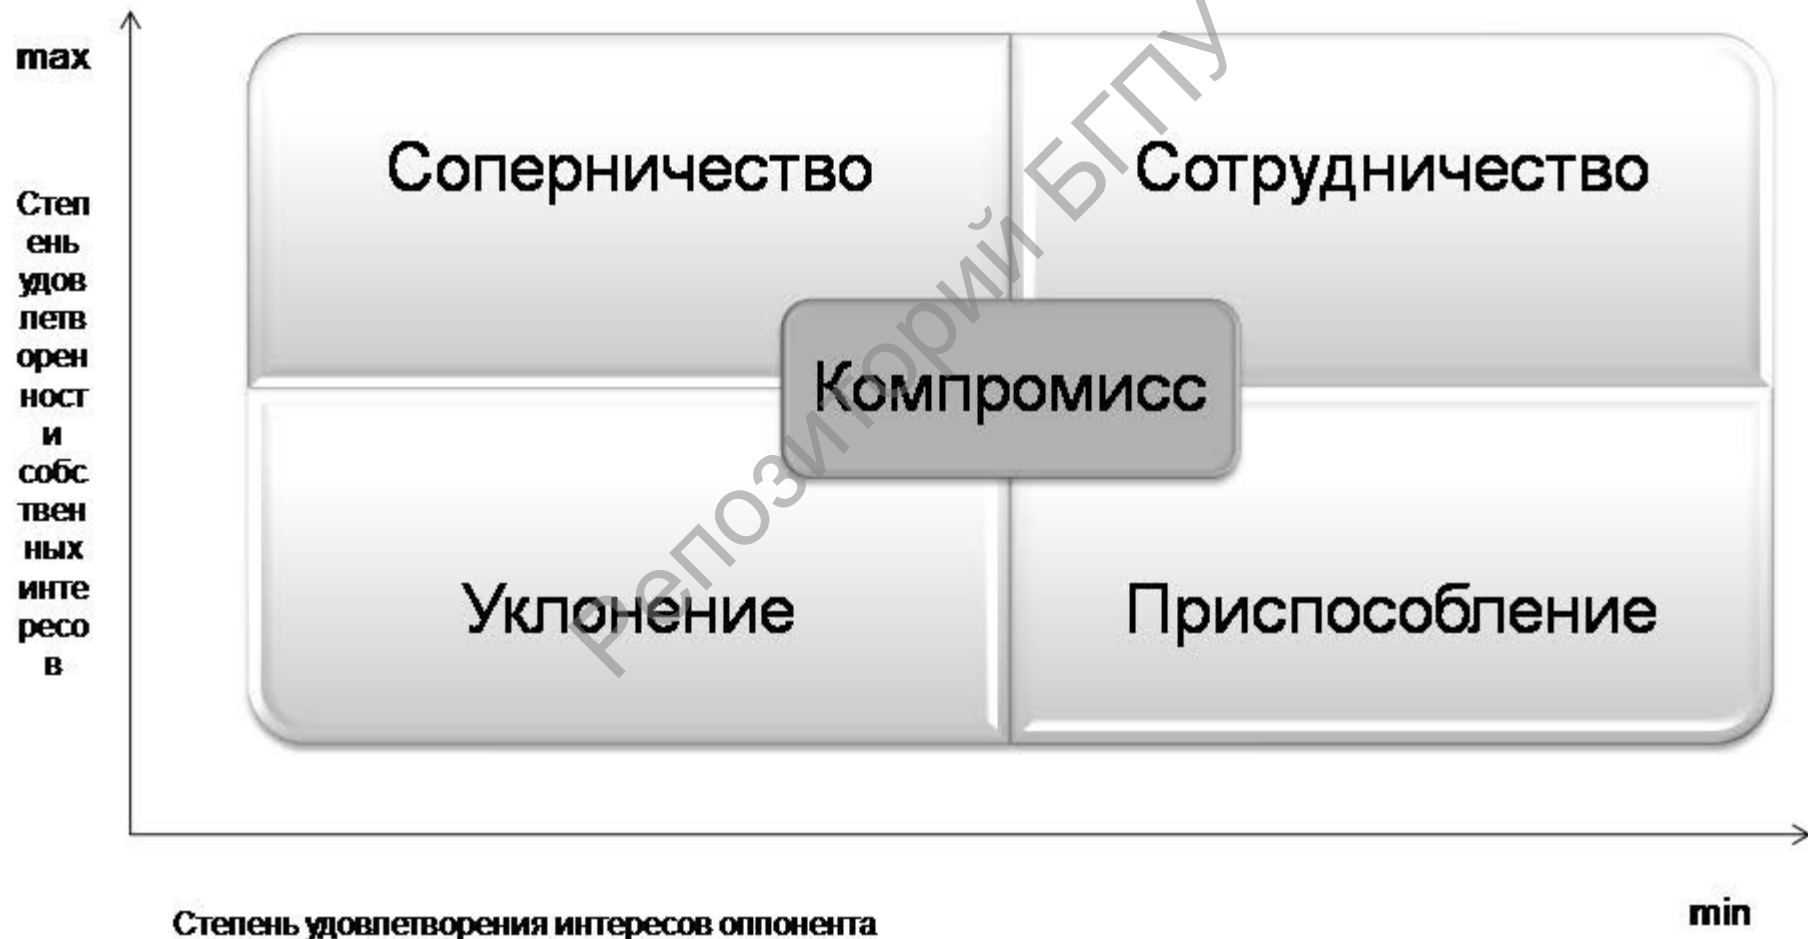 max
Соперничество
Сотрудничество
Степ
ень
удов
летв
орен
ност
и
собс
твен
ных
инте
ресо
в
Компромисс
Уклонение
Приспособление
Степень удовлетворения интересов оппонента
min
Репозиторий БГПУ